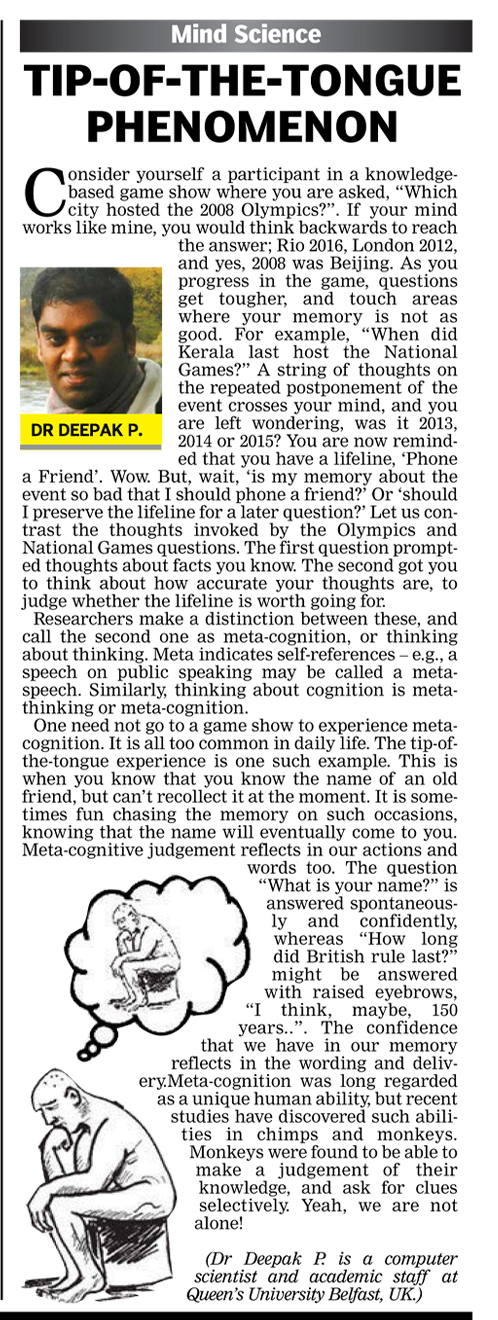 Mind Science
TIP-OF-THE-TONGUE
PHENOMENON
Consider yourself a participant in a knowledge-
based game show where you are asked, “Which
city hosted the 2008 Olympics?”. If your mind
works like mine, you would think backwards to reach
the answer; Rio 2016, London 2012,
and yes, 2008 was Beijing. As you
progress in the game, questions
get tougher, and touch areas
where your memory is not as
good. For example, “When did
Kerala last host the National
Games?” A string of thoughts on
the repeated postponement of the
event crosses your mind, and you
are left wondering, was it 2013,
2014 or 2015? You are now remind-
ed that you have a lifeline, ‘Phone
DR DEEPAK P.
a Friend’. Wow. But, wait, ‘is my memory about the
event so bad that I should phone a friend?’ Or ‘should
I preserve the lifeline for a later question?’ Let us con-
trast the thoughts invoked by the Olympics and
National Games questions. The first question prompt-
ed thoughts about facts you know. The second got you
to think about how accurate your thoughts are, to
judge whether the lifeline is worth going for.
Researchers make a distinction between these, and
call the second one as meta-cognition, or thinking
about thinking. Meta indicates self-references – e.g., a
speech on public speaking may be called a meta-
speech. Similarly, thinking about cognition is meta-
thinking or meta-cognition.
One need not go to a game show to experience meta-
cognition. It is all too common in daily life. The tip-of-
the-tongue experience is one such example. This is
when you know that you know the name of an old
friend, but can’t recollect it at the moment. It is some-
times fun chasing the memory on such occasions,
knowing that the name will eventually come to you.
Meta-cognitive judgement reflects in our actions and
words too. The question
“What is your name?” is
answered spontaneous-
ly and confidently,
whereas “How long
did British rule last?”
might be answered
with raised eyebrows,
“I think, maybe, 150
years..”. The confidence
that we have in our memory
reflects in the wording and deliv-
ery.Meta-cognition was long regarded
as a unique human ability, but recent
studies have discovered such abili-
ties in chimps and monkeys.
Monkeys were found to be able to
make a judgement of their
knowledge, and ask for clues
selectively. Yeah, we are not
alone!
(Dr Deepak P. is a computer
scientist and academic staff at
Queen’s University Belfast, UK.)